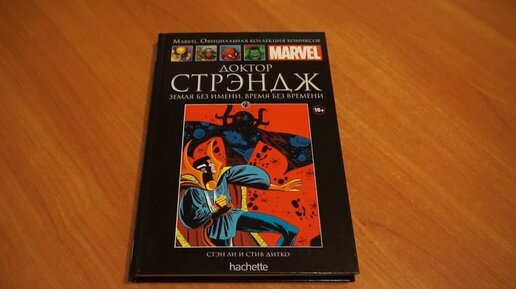 MARVEL. ОФИЦИАЛЬНАЯ КОЛЛЕКЦИЯ КОМИКСОВ
MARVEL
ДОКТОР
СТРЭНДЖ
ЗЕМЛЯ БЕЗ ИМЕНИ, ВРЕМЯ БЕЗ ВРЕМЕНИ
16+
СТЭН ЛИ И СТИВ ДИТКО
hachette